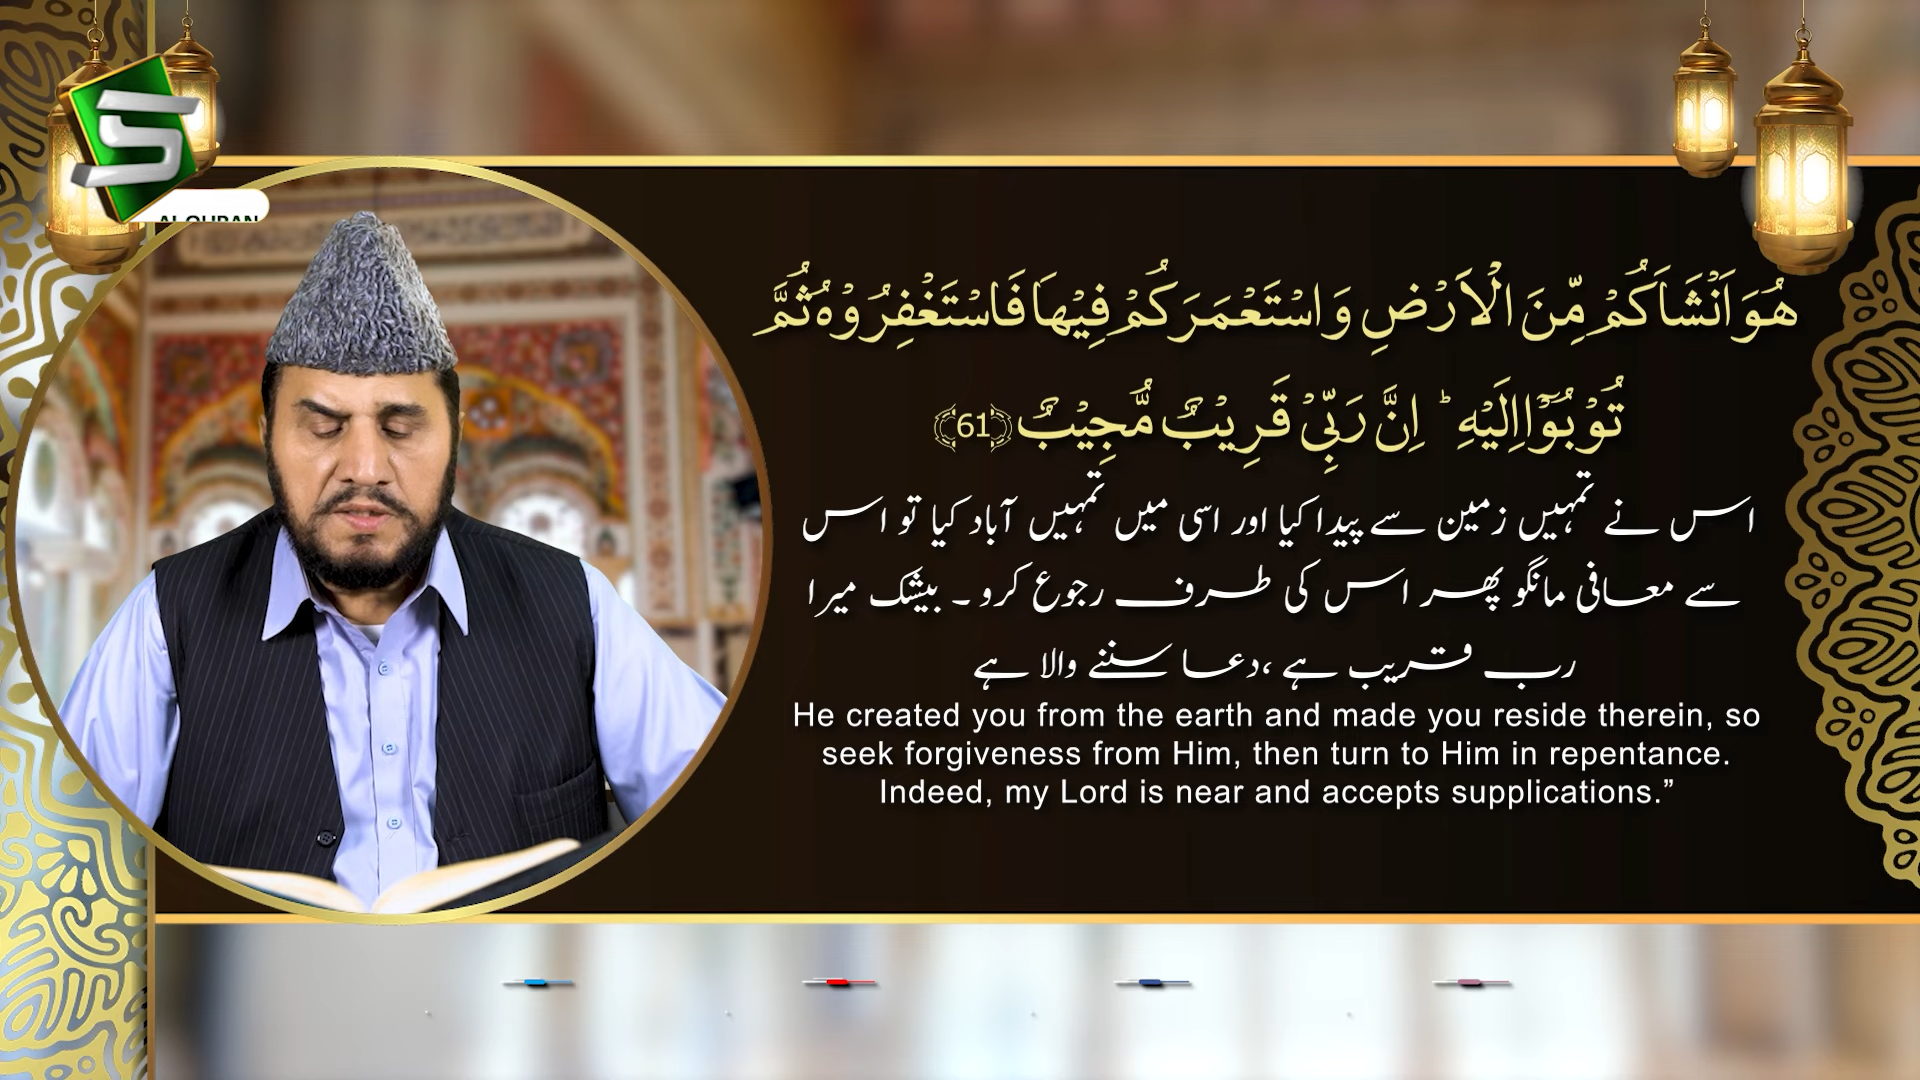 هُوَ اَنْشَاَكُمْ مِّنَ الْاَرْضِ وَ اسْتَعْمَرَكُمْ فِیْهَا فَاسْتَغْفِرُوْهُ ثُمَّ
تُوْبُوْۤا اِلَیْهِؕ اِنَّ رَبِّیْ قَرِیْبٌ مُّجِیْبٌ ﴿61﴾
اس نے تمہیں زمین سے پیدا کیا اور اسی میں تمہیں آباد کیا تو اس
سے معافی مانگو پھر اس کی طرف رجوع کرو ۔ بیشک میرا
رب قریب ہے ،دعا سننے والا ہے
He created you from the earth and made you reside therein, so
seek forgiveness from Him, then turn to Him in repentance.
Indeed, my Lord is near and accepts supplications.”